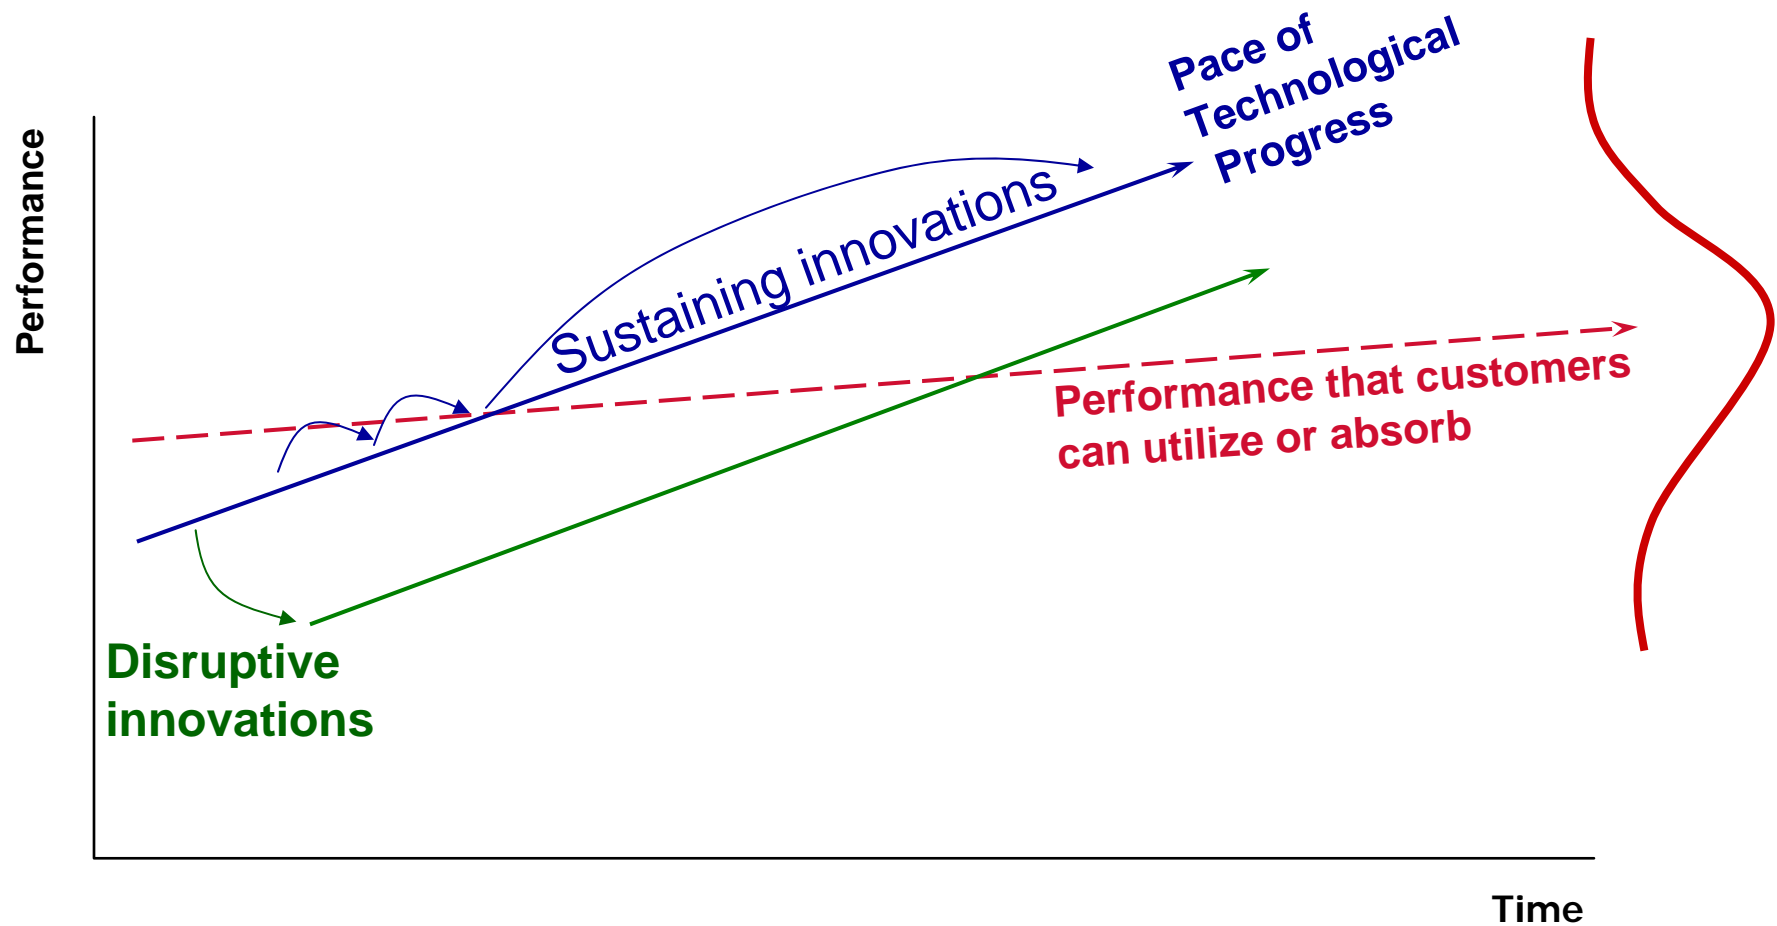 Pace of
Technological
Progress
Performance
Sustaining innovations
Performance that customers
can utilize or absorb
Disruptive
innovations
Time